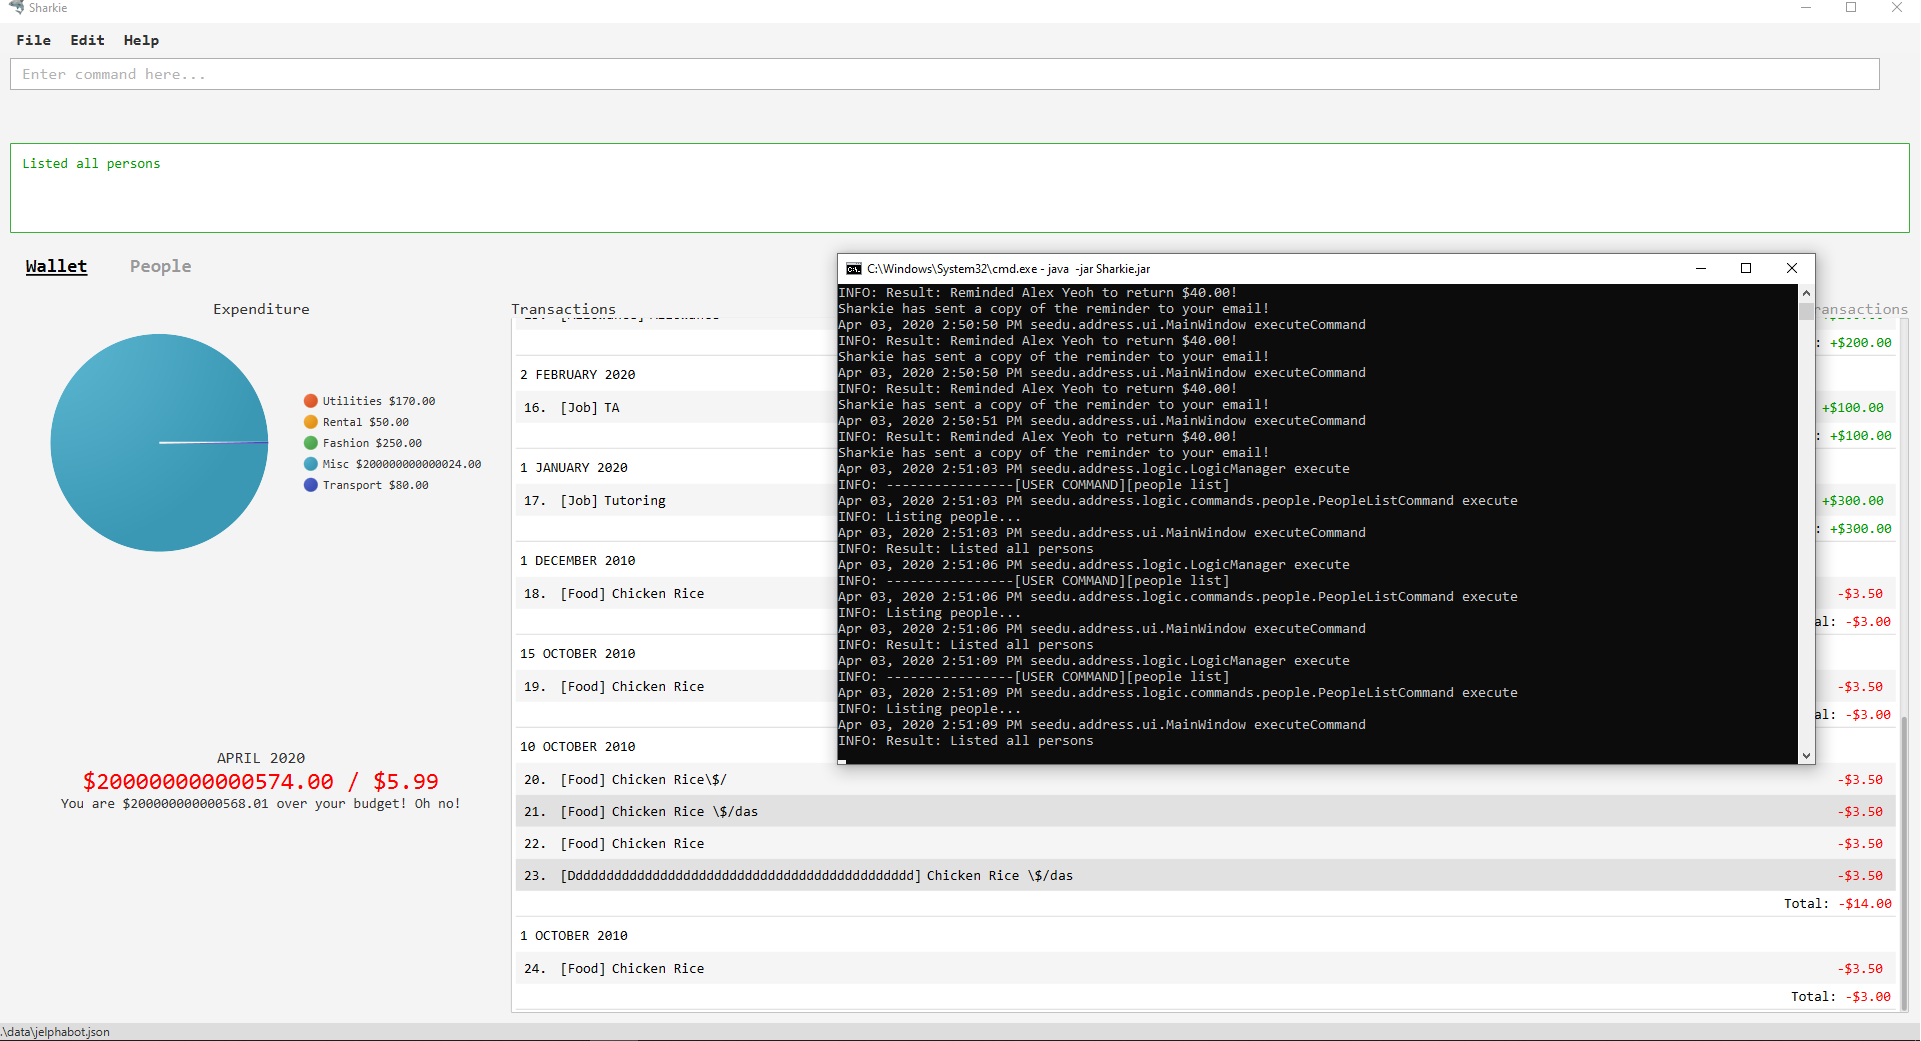 Sharkie
File Edit Help
Enter command here...
Listed all persons
Wallet People
Expenditure
Utilities $170.00
Rental $50.00
Fashion $250.00
Misc $200000000000024.00
Transport $80.00
APRIL 2020
$200000000000574.00 / $5.99
You are $200000000000568.01 over your budget! Oh no!
Transactions
ransactions
: +$200.00
2 FEBRUARY 2020
16. [Job] TA
+$100.00
: +$100.00
1 JANUARY 2020
17. [Job] Tutoring
+$300.00
: +$300.00
1 DECEMBER 2010
18. [Food] Chicken Rice
-$3.50
al: -$3.00
15 OCTOBER 2010
19. [Food] Chicken Rice
-$3.50
al: -$3.00
10 OCTOBER 2010
20. [Food] Chicken Rice\$/ -$3.50
21. [Food] Chicken Rice \$/das -$3.50
22. [Food] Chicken Rice -$3.50
23. [Dddddddddddddddddddddddddddddddddddddddddddddd] Chicken Rice \$/das -$3.50
Total: -$14.00
1 OCTOBER 2010
24. [Food] Chicken Rice -$3.50
Total: -$3.00
C:\Windows\System32\cmd.exe - java -jar Sharkie.jar
INFO: Result: Reminded Alex Yeoh to return $40.00!
Sharkie has sent a copy of the reminder to your email!
Apr 03, 2020 2:50:50 PM seedu.address.ui.MainWindow executeCommand
INFO: Result: Reminded Alex Yeoh to return $40.00!
Sharkie has sent a copy of the reminder to your email!
Apr 03, 2020 2:50:50 PM seedu.address.ui.MainWindow executeCommand
INFO: Result: Reminded Alex Yeoh to return $40.00!
Sharkie has sent a copy of the reminder to your email!
Apr 03, 2020 2:50:51 PM seedu.address.ui.MainWindow executeCommand
INFO: Result: Reminded Alex Yeoh to return $40.00!
Sharkie has sent a copy of the reminder to your email!
Apr 03, 2020 2:51:03 PM seedu.address.logic.LogicManager execute
INFO: ----------------[USER COMMAND][people list]
Apr 03, 2020 2:51:03 PM seedu.address.logic.commands.people.PeopleListCommand execute
INFO: Listing people...
Apr 03, 2020 2:51:03 PM seedu.address.ui.MainWindow executeCommand
INFO: Result: Listed all persons
Apr 03, 2020 2:51:06 PM seedu.address.logic.LogicManager execute
INFO: ----------------[USER COMMAND][people list]
Apr 03, 2020 2:51:06 PM seedu.address.logic.commands.people.PeopleListCommand execute
INFO: Listing people...
Apr 03, 2020 2:51:06 PM seedu.address.ui.MainWindow executeCommand
INFO: Result: Listed all persons
Apr 03, 2020 2:51:09 PM seedu.address.logic.LogicManager execute
INFO: ----------------[USER COMMAND][people list]
Apr 03, 2020 2:51:09 PM seedu.address.logic.commands.people.PeopleListCommand execute
INFO: Listing people...
Apr 03, 2020 2:51:09 PM seedu.address.ui.MainWindow executeCommand
INFO: Result: Listed all persons
.\data\jelphabot.json